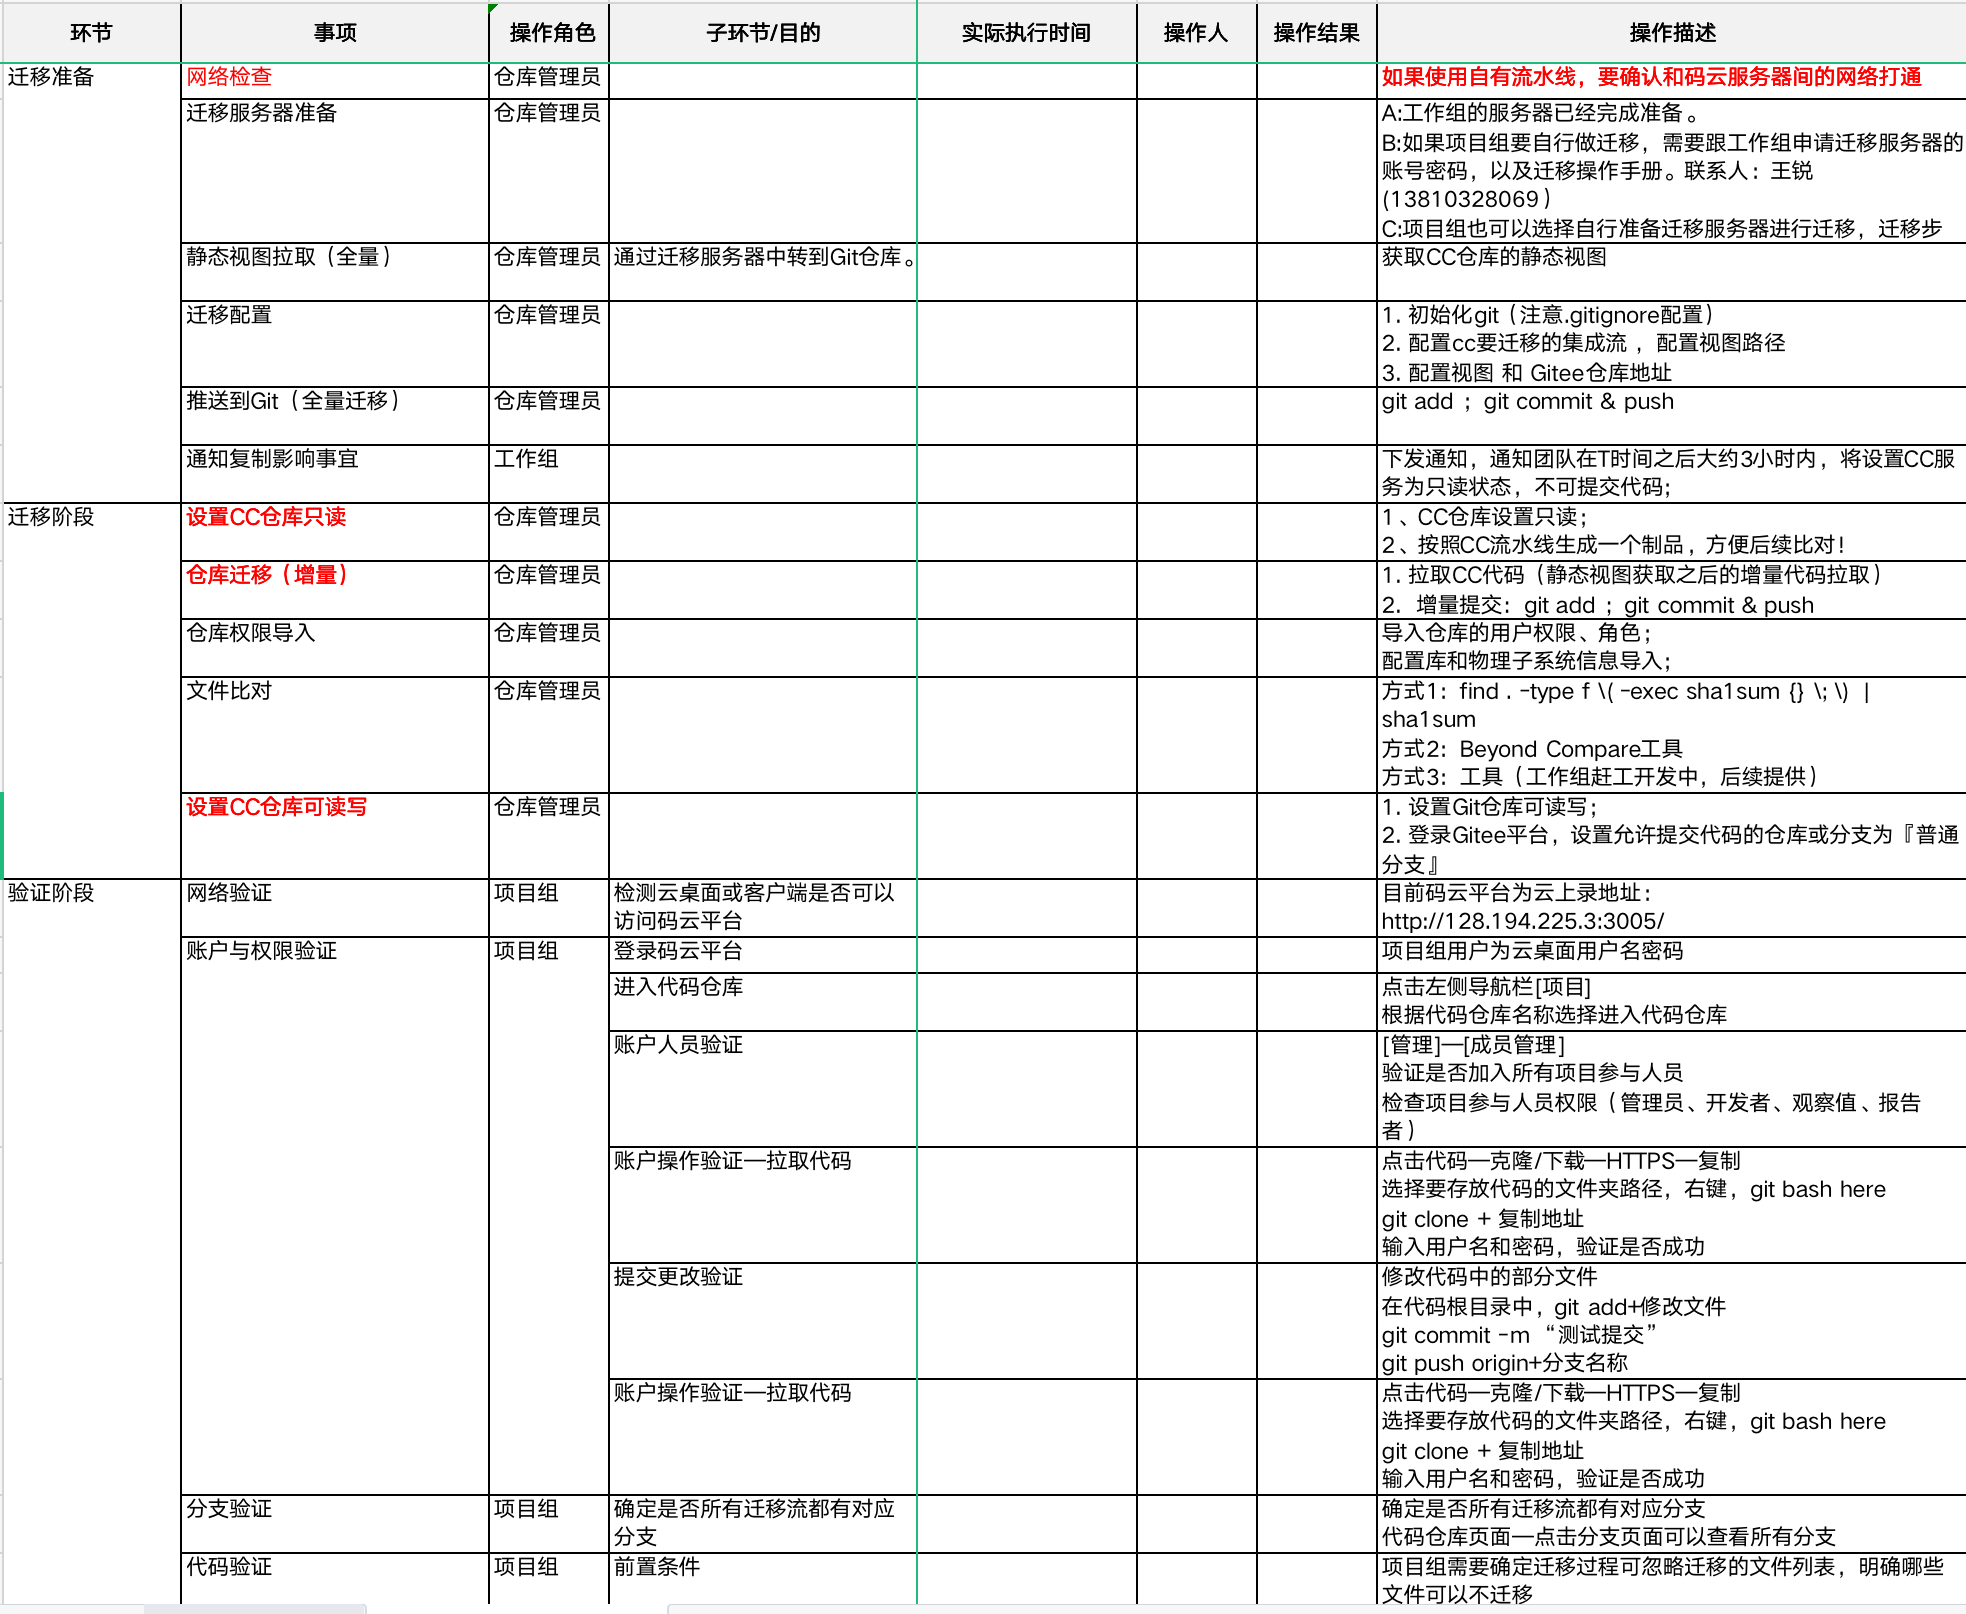 环节 事项 操作角色 子环节/目的 实际执行时间 操作人 操作结果 操作描述
迁移准备 网络检查 仓库管理员 如果使用自有流水线，要确认和码云服务器间的网络打通
迁移服务器准备 仓库管理员 A:工作组的服务器已经完成准备。
B:如果项目组要自行做迁移，需要跟工作组申请迁移服务器的
账号密码，以及迁移操作手册。联系人：王锐
(13810328069）
C:项目组也可以选择自行准备迁移服务器进行迁移，迁移步
静态视图拉取（全量） 仓库管理员 通过迁移服务器中转到Git仓库。 获取CC仓库的静态视图
迁移配置 仓库管理员 1. 初始化git（注意.gitignore配置）
2. 配置cc要迁移的集成流 ，配置视图路径
3. 配置视图 和 Gitee仓库地址
推送到Git（全量迁移） 仓库管理员 git add ；git commit & push
通知复制影响事宜 工作组 下发通知，通知团队在T时间之后大约3小时内，将设置CC服
务为只读状态，不可提交代码；
迁移阶段 设置CC仓库只读 仓库管理员 1、CC仓库设置只读；
2、按照CC流水线生成一个制品，方便后续比对！
仓库迁移（增量） 仓库管理员 1. 拉取CC代码（静态视图获取之后的增量代码拉取）
2. 增量提交：git add ；git commit & push
仓库权限导入 仓库管理员 导入仓库的用户权限、角色；
配置库和物理子系统信息导入；
文件比对 仓库管理员 方式1：find . -type f \( -exec sha1sum {} \; \) |
sha1sum
方式2：Beyond Compare工具
方式3：工具（工作组赶工开发中，后续提供）
设置CC仓库可读写 仓库管理员 1. 设置Git仓库可读写；
2. 登录Gitee平台，设置允许提交代码的仓库或分支为『普通
分支』
验证阶段 网络验证 项目组 检测云桌面或客户端是否可以 目前码云平台为云上录地址：
访问码云平台 http://128.194.225.3:3005/
账户与权限验证 项目组 登录码云平台 项目组用户为云桌面用户名密码
进入代码仓库 点击左侧导航栏[项目]
根据代码仓库名称选择进入代码仓库
账户人员验证 [管理]—[成员管理]
验证是否加入所有项目参与人员
检查项目参与人员权限（管理员、开发者、观察值、报告
者）
账户操作验证—拉取代码 点击代码—克隆/下载—HTTPS—复制
选择要存放代码的文件夹路径，右键，git bash here
git clone + 复制地址
输入用户名和密码，验证是否成功
提交更改验证 修改代码中的部分文件
在代码根目录中，git add+修改文件
git commit -m “测试提交”
git push origin+分支名称
账户操作验证—拉取代码 点击代码—克隆/下载—HTTPS—复制
选择要存放代码的文件夹路径，右键，git bash here
git clone + 复制地址
输入用户名和密码，验证是否成功
分支验证 项目组 确定是否所有迁移流都有对应 确定是否所有迁移流都有对应分支
分支 代码仓库页面—点击分支页面可以查看所有分支
代码验证 项目组 前置条件 项目组需要确定迁移过程可忽略迁移的文件列表，明确哪些
文件可以不迁移